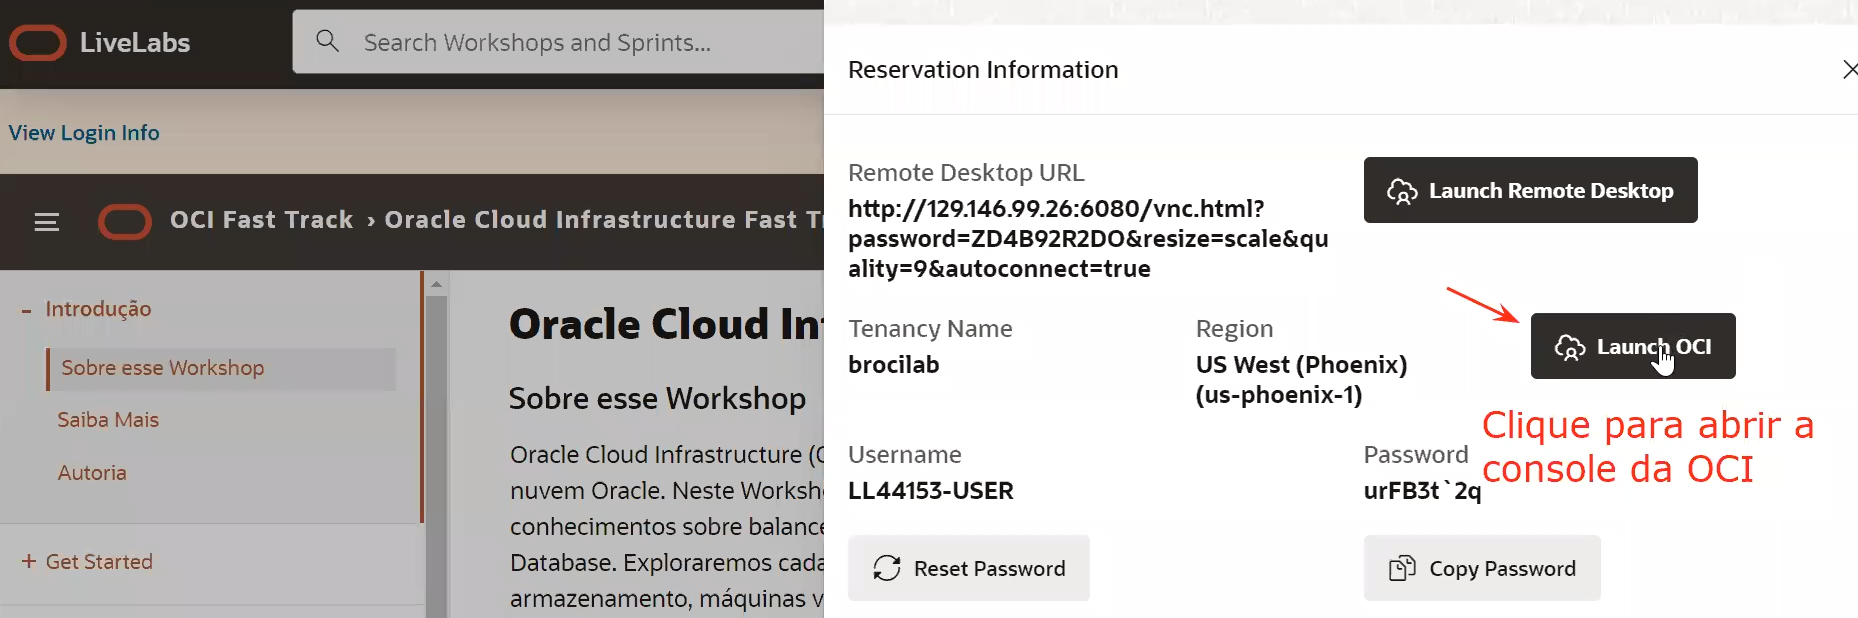 LiveLabs
Search Workshops and Sprints...
View Login Info
OCI Fast Track › Oracle Cloud Infrastructure Fast Tr
- Introdução
Sobre esse Workshop
Saiba Mais
Autoria
+ Get Started
Oracle Cloud In
Sobre esse Workshop
Oracle Cloud Infrastructure (
nuvem Oracle. Neste Worksh
conhecimentos sobre balance
Database. Exploraremos cada
armazenamento, máquinas v
Reservation Information
Remote Desktop URL
http://129.146.99.26:6080/vnc.html?
password=ZD4B92R2DO&resize=scale&qu
ality=9&autoconnect=true
Launch Remote Desktop
Tenancy Name
brocilab
Region
US West (Phoenix)
(us-phoenix-1)
Launch OCI
Clique para abrir a
console da OCI
Username
LL44153-USER
Password
urFB3t`2q
Reset Password
Copy Password